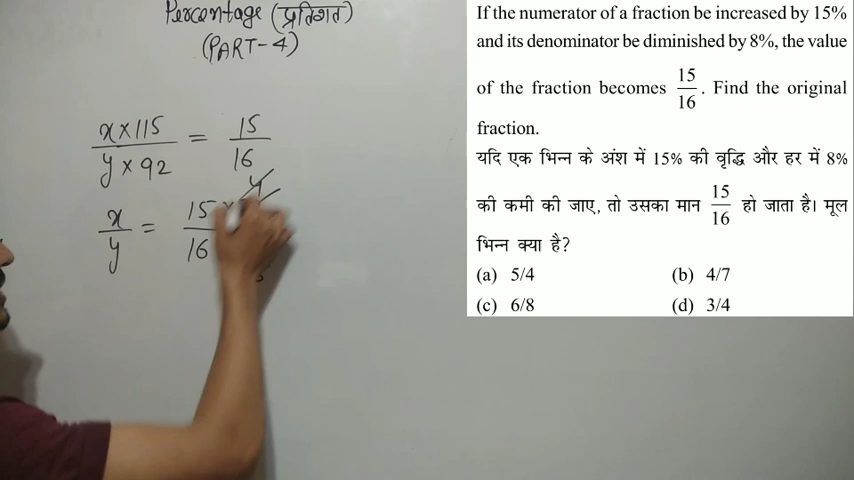 Percentage (प्रतिशत)
(PART-4)
x×115/y×92 = 15/16
x/y = 15/16 ×
4
5
If the numerator of a fraction be increased by 15%
and its denominator be diminished by 8%, the value
of the fraction becomes 15/16. Find the original
fraction.
यदि एक भिन्न के अंश में 15% की वृद्धि और हर में 8%
की कमी की जाए, तो उसका मान 15/16 हो जाता है। मूल
भिन्न क्या है?
(a) 5/4 (b) 4/7
(c) 6/8 (d) 3/4